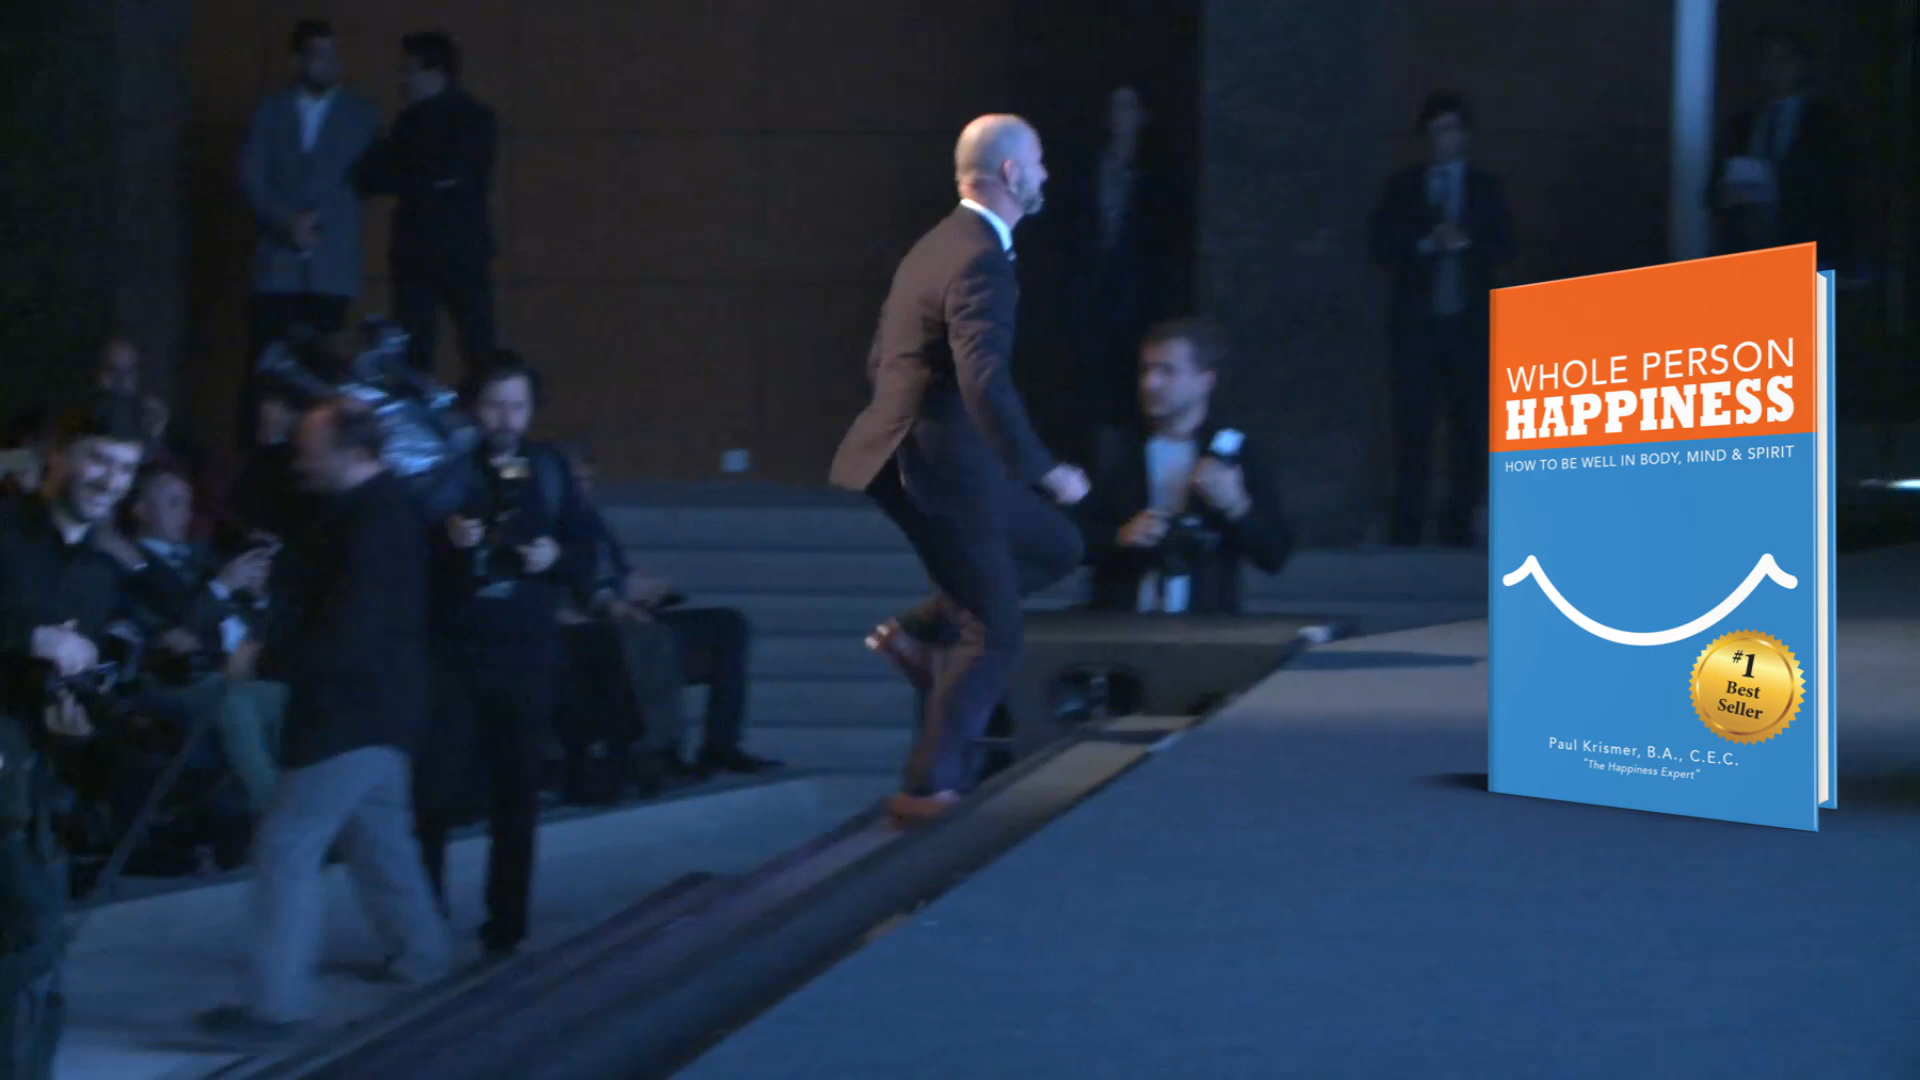 WHOLE PERSON
HAPPINESS
HOW TO BE WELL IN BODY, MIND & SPIRIT
#1
Best
Seller
Paul Krismer, B.A., C.E.C.
"The Happiness Expert"